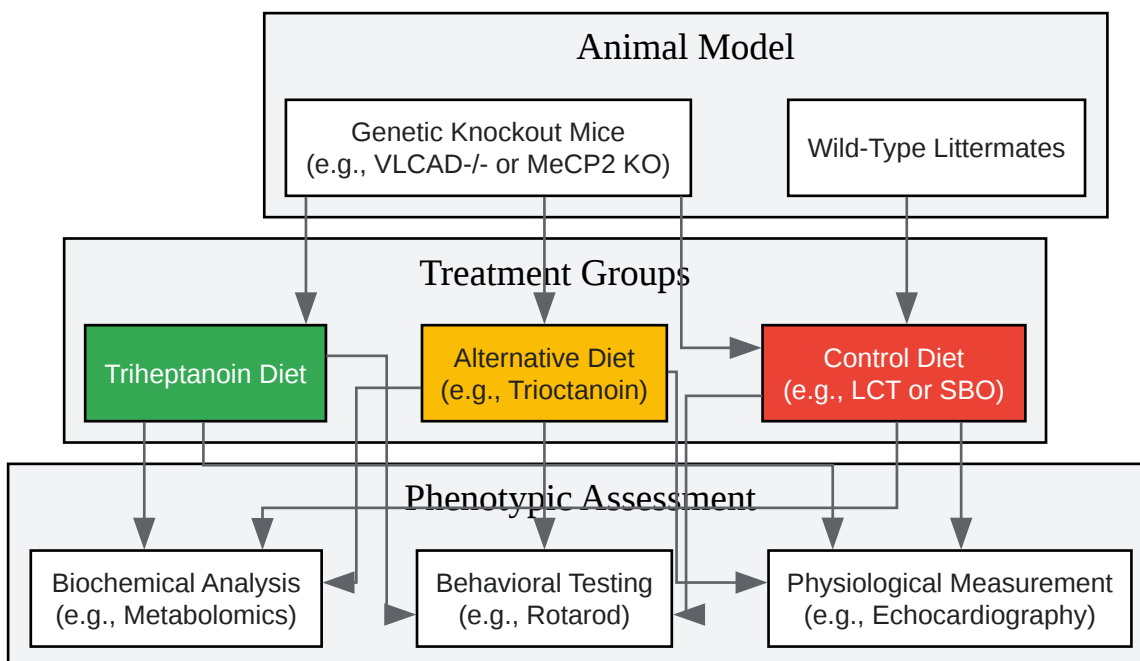 Animal Model
Genetic Knockout Mice
(e.g., VLCAD-/- or MeCP2 KO)
Wild-Type Littermates
Treatment Groups
Triheptanoin Diet
Alternative Diet
(e.g., Trioctanoin)
Control Diet
(e.g., LCT or SBO)
Phenotypic Assessment
Biochemical Analysis
(e.g., Metabolomics)
Behavioral Testing
(e.g., Rotarod)
Physiological Measurement
(e.g., Echocardiography)